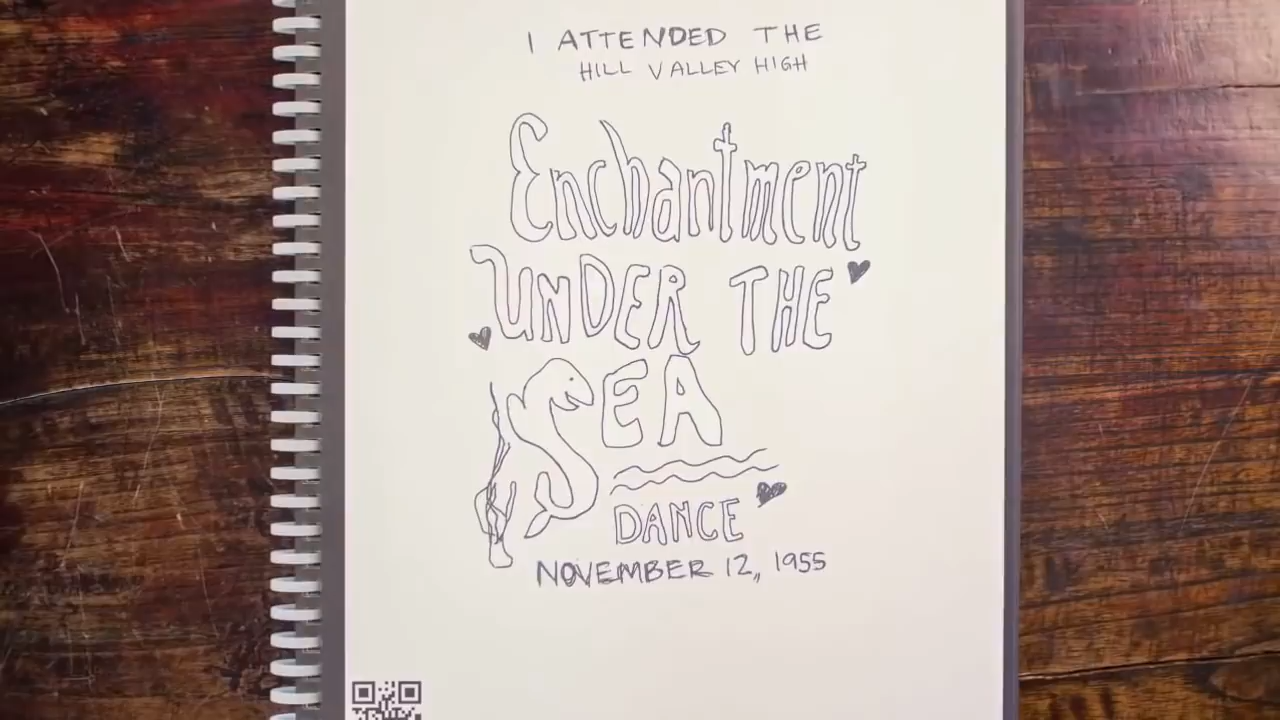 I ATTENDED THE
HILL VALLEY HIGH
Enchantment
UNDER THE
SEA
DANCE
NOVEMBER 12, 1955